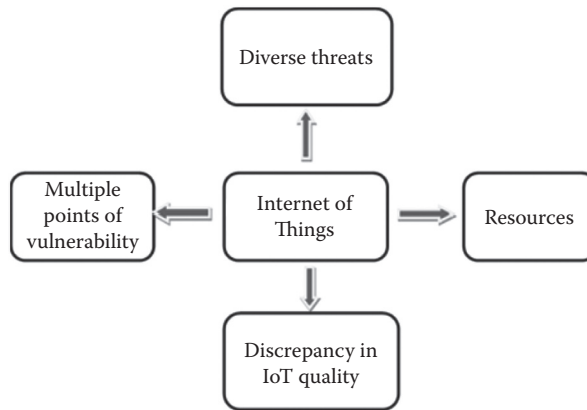 Diverse threats
Multiple
points of
vulnerability
Internet of
Things
Resources
Discrepancy in
IoT quality